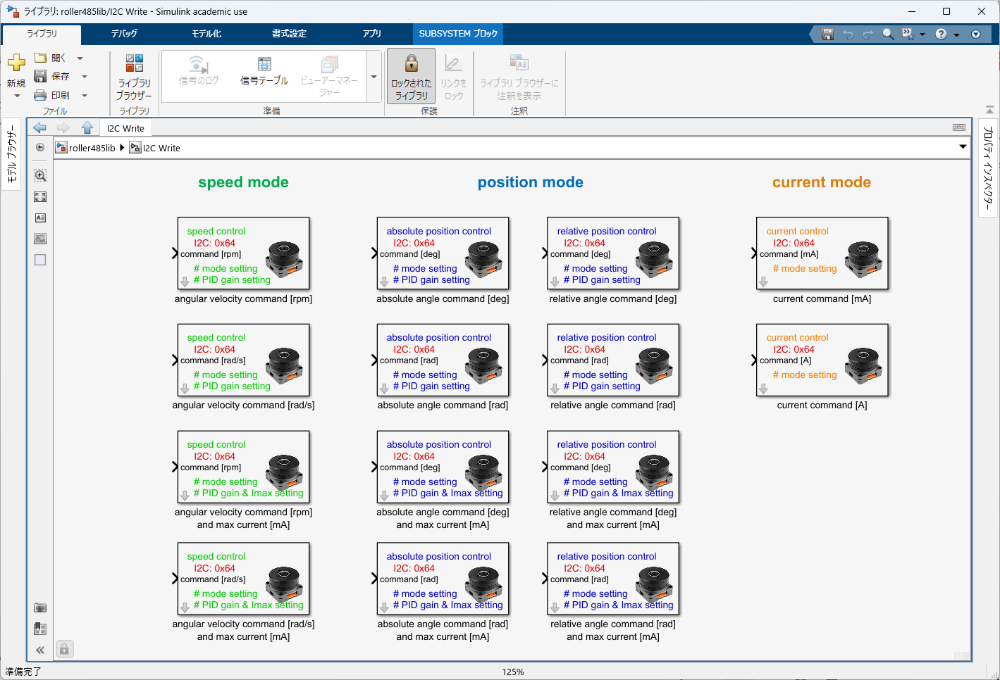 ライブラリ: roller485lib/I2C Write - Simulink academic use
ライブラリ
デバッグ
モデル化
書式設定
アプリ
SUBSYSTEM ブロック
新規
開く
保存
印刷
ファイル
ライブラリ
ブラウザー
ライブラリ
信号のログ
信号テーブル
ビューアーマネー
ジャー
準備
ロックされた
ライブラリ
リンクを
ロック
保護
ライブラリ ブラウザーに
注釈を表示
注釈
モデル ブラウザー
プロパティ インスペクター
I2C Write
roller485lib
I2C Write
speed mode
position mode
current mode
speed control
I2C: 0x64
command [rpm]
# mode setting
# PID gain setting
angular velocity command [rpm]
absolute position control
I2C: 0x64
command [deg]
# mode setting
# PID gain setting
absolute angle command [deg]
relative position control
I2C: 0x64
command [deg]
# mode setting
# PID gain setting
relative angle command [deg]
current control
I2C: 0x64
command [mA]
# mode setting
current command [mA]
speed control
I2C: 0x64
command [rad/s]
# mode setting
# PID gain setting
angular velocity command [rad/s]
absolute position control
I2C: 0x64
command [rad]
# mode setting
# PID gain setting
absolute angle command [rad]
relative position control
I2C: 0x64
command [rad]
# mode setting
# PID gain setting
relative angle command [rad]
current control
I2C: 0x64
command [A]
# mode setting
current command [A]
speed control
I2C: 0x64
command [rpm]
# mode setting
# PID gain & Imax setting
angular velocity command [rpm]
and max current [mA]
absolute position control
I2C: 0x64
command [deg]
# mode setting
# PID gain & Imax setting
absolute angle command [deg]
and max current [mA]
relative position control
I2C: 0x64
command [deg]
# mode setting
# PID gain & Imax setting
relative angle command [deg]
and max current [mA]
speed control
I2C: 0x64
command [rad/s]
# mode setting
# PID gain & Imax setting
angular velocity command [rad/s]
and max current [mA]
absolute position control
I2C: 0x64
command [rad]
# mode setting
# PID gain & Imax setting
absolute angle command [rad]
and max current [mA]
relative position control
I2C: 0x64
command [rad]
# mode setting
# PID gain & Imax setting
relative angle command [rad]
and max current [mA]
準備完了
125%